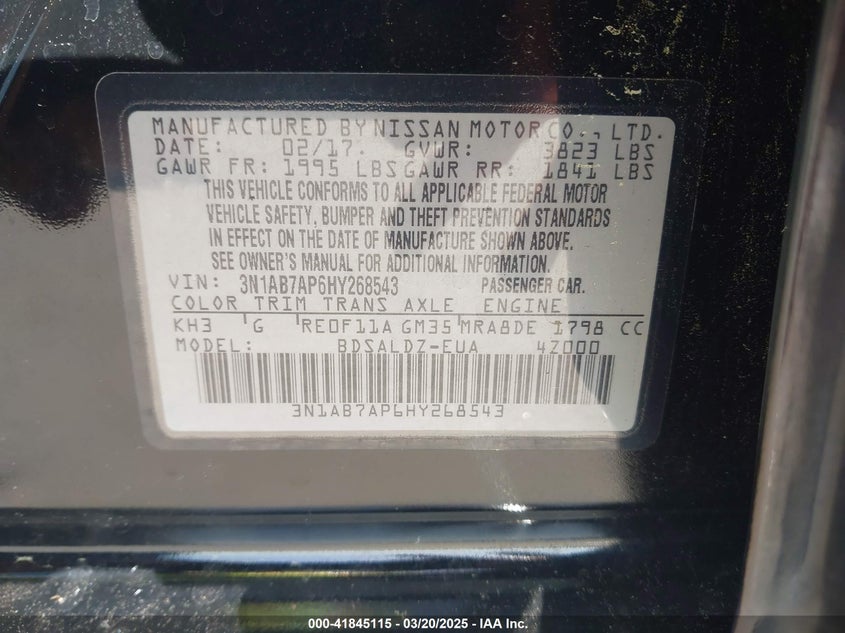 MANUFACTURED BY NISSAN MOTOR CO., LTD.
DATE: 02/17. GVWR: 3823 LBS
GAWR FR: 1995 LBS GAWR RR: 1841 LBS
THIS VEHICLE CONFORMS TO ALL APPLICABLE FEDERAL MOTOR
VEHICLE SAFETY, BUMPER AND THEFT PREVENTION STANDARDS
IN EFFECT ON THE DATE OF MANUFACTURE SHOWN ABOVE.
SEE OWNER'S MANUAL FOR ADDITIONAL INFORMATION.
VIN: 3N1AB7AP6HY268543 PASSENGER CAR.
COLOR TRIM TRANS AXLE ENGINE
KH3 G RE0F11A GM35 MRA8DE 1798 CC
MODEL: BDSALDZ-EUA 4Z000
3N1AB7AP6HY268543
000-41845115 - 03/20/2025 - IAA Inc.